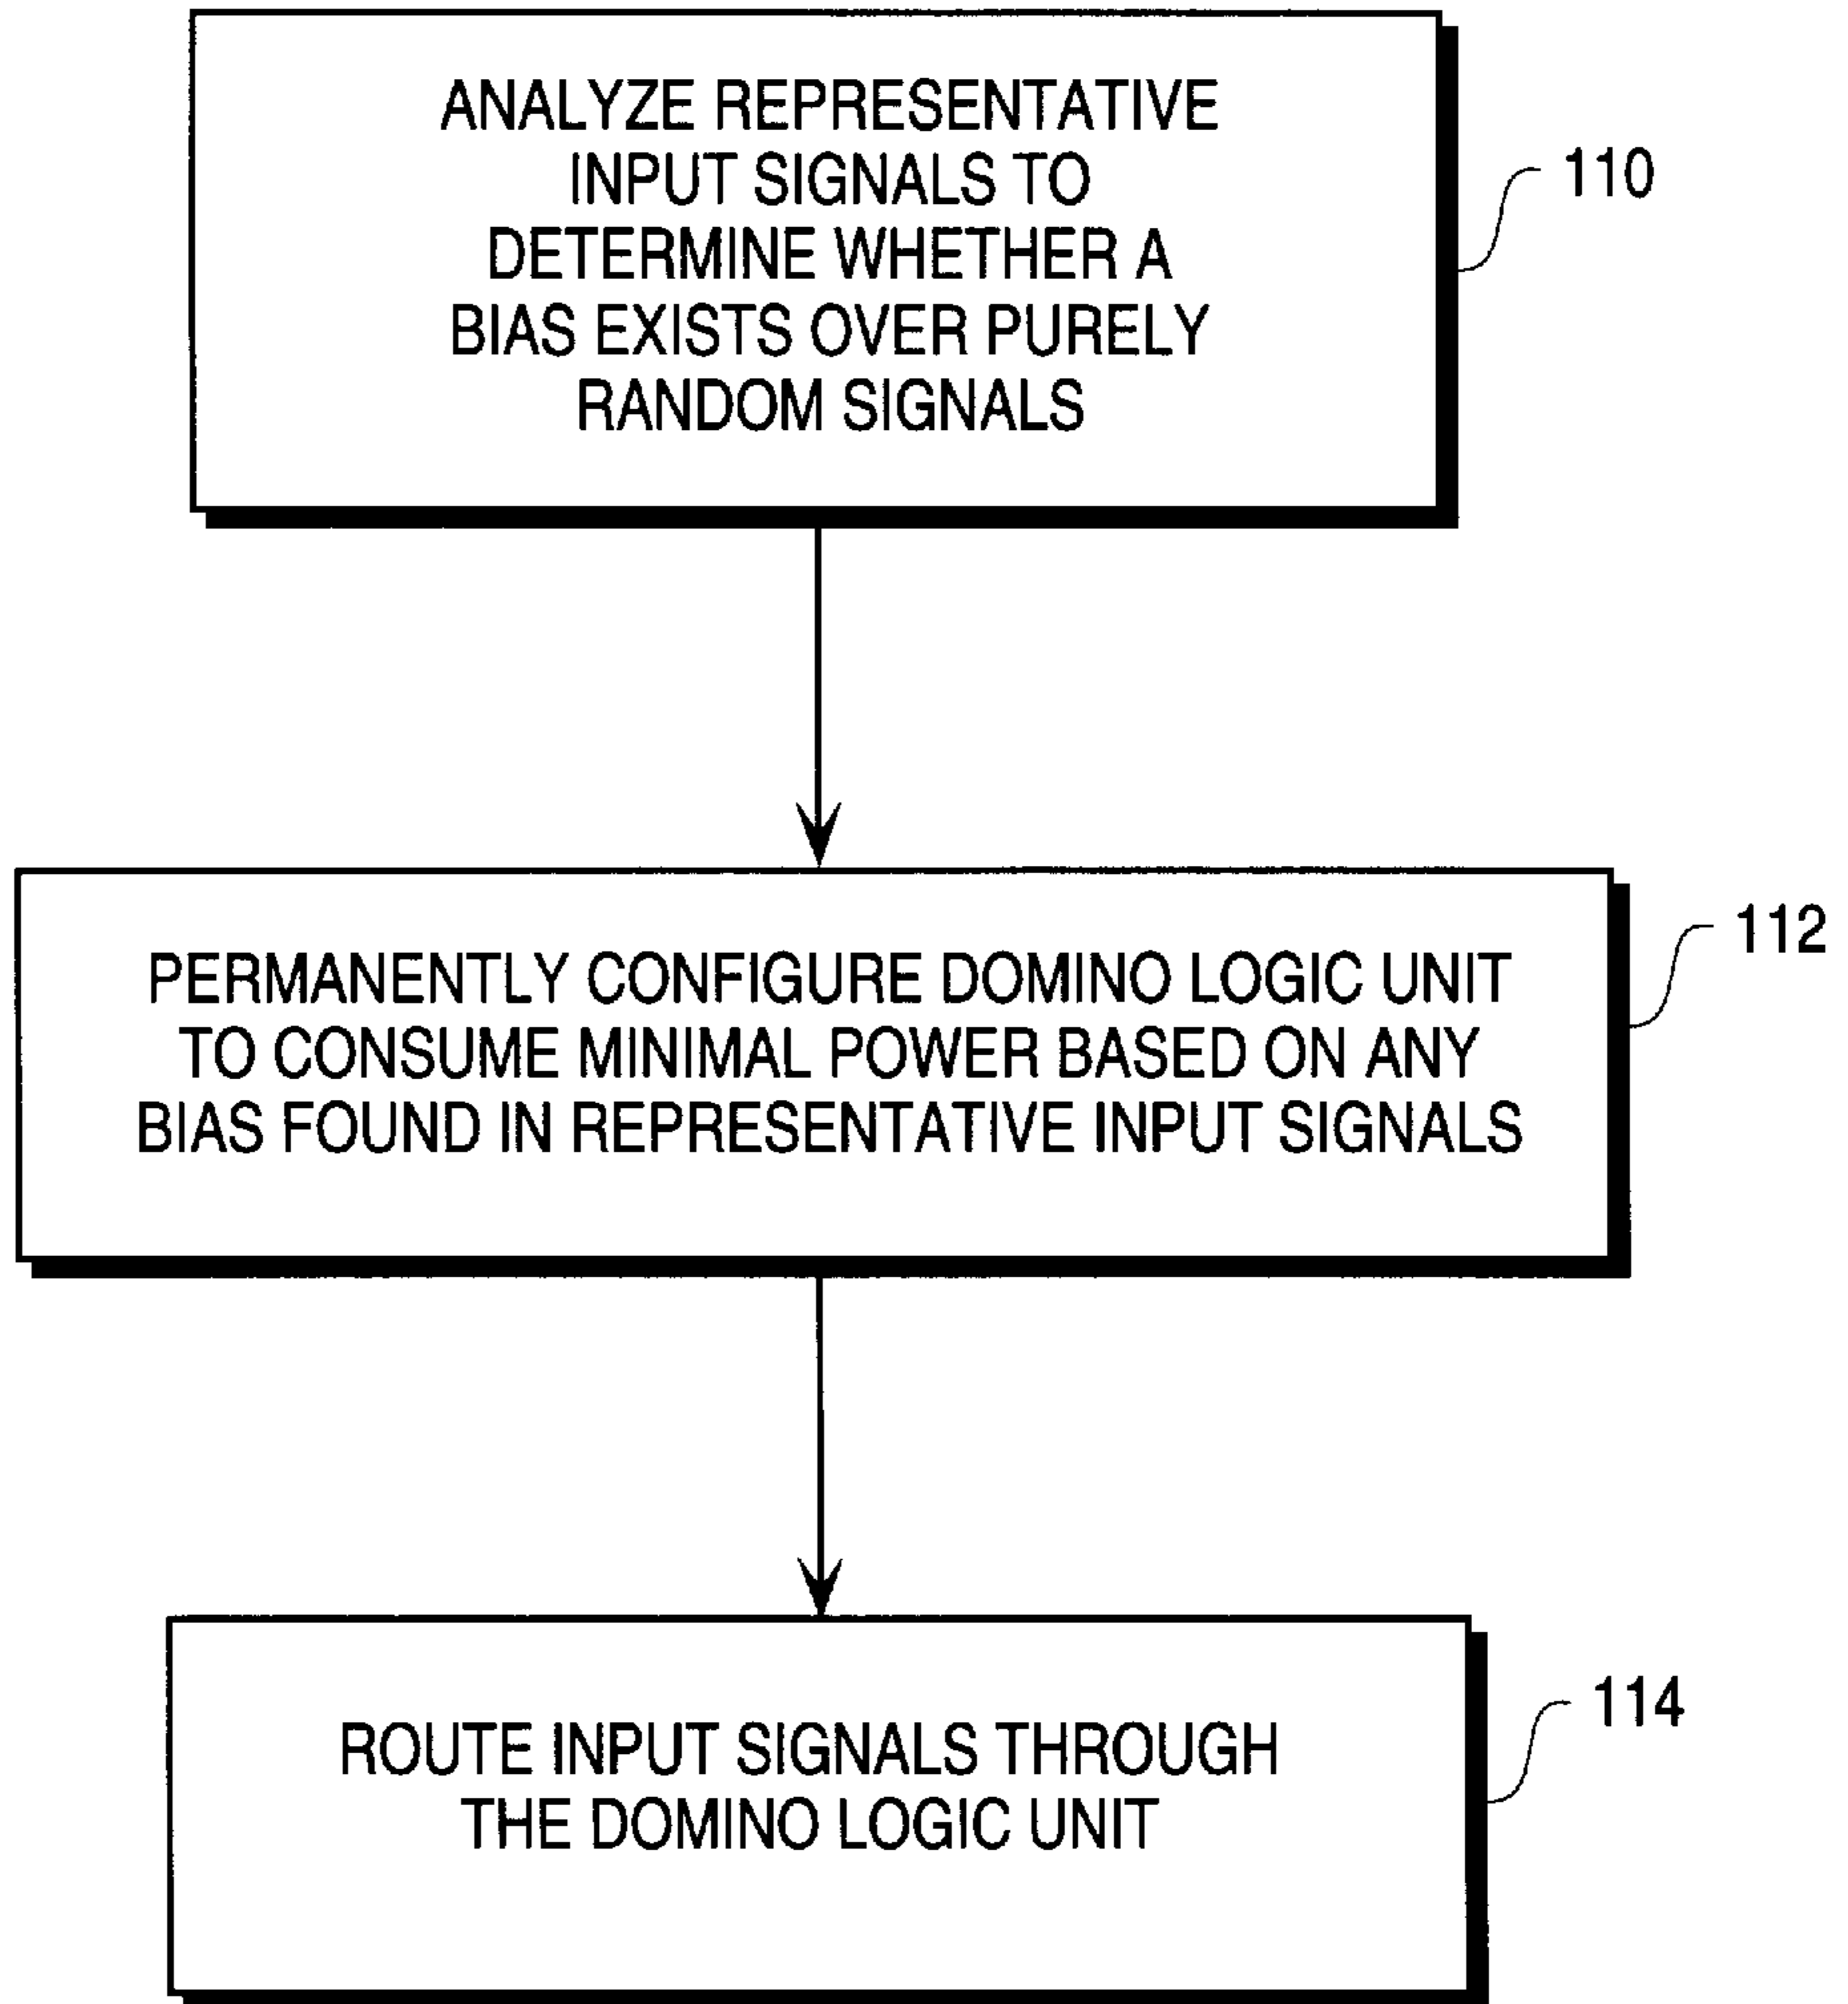 ANALYZE REPRESENTATIVE
INPUT SIGNALS TO
DETERMINE WHETHER A
BIAS EXISTS OVER PURELY
RANDOM SIGNALS
110
PERMANENTLY CONFIGURE DOMINO LOGIC UNIT
TO CONSUME MINIMAL POWER BASED ON ANY
BIAS FOUND IN REPRESENTATIVE INPUT SIGNALS
112
ROUTE INPUT SIGNALS THROUGH
THE DOMINO LOGIC UNIT
114